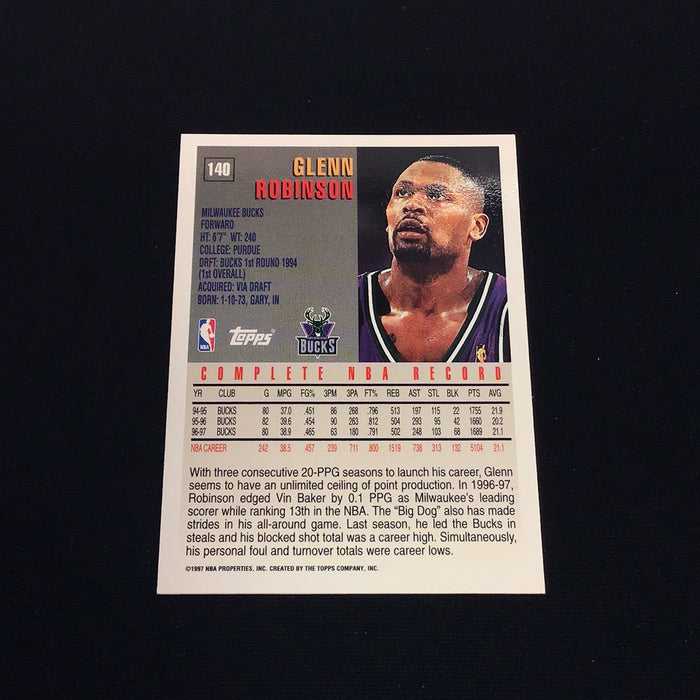 140
GLENN
ROBINSON
MILWAUKEE BUCKS
FORWARD
HT: 6'7" WT: 240
COLLEGE: PURDUE
DRFT: BUCKS 1st ROUND 1994
(1st OVERALL)
ACQUIRED: VIA DRAFT
BORN: 1-10-73, GARY, IN
NBA
Topps
BUCKS
COMPLETE NBA RECORD
YR CLUB G MPG FG% 3PM 3PA FT% REB AST STL BLK PTS AVG
94-95 BUCKS 80 37.0 .451 86 268 .796 513 197 115 22 1755 21.9
95-96 BUCKS 82 39.6 .454 90 263 .812 504 293 95 42 1660 20.2
96-97 BUCKS 80 38.9 .465 63 180 .791 502 248 103 68 1689 21.1
NBA CAREER 242 38.5 .457 239 711 .800 1519 738 313 132 5104 21.1
With three consecutive 20-PPG seasons to launch his career, Glenn
seems to have an unlimited ceiling of point production. In 1996-97,
Robinson edged Vin Baker by 0.1 PPG as Milwaukee's leading
scorer while ranking 13th in the NBA. The "Big Dog" also has made
strides in his all-around game. Last season, he led the Bucks in
steals and his blocked shot total was a career high. Simultaneously,
his personal foul and turnover totals were career lows.
©1997 NBA PROPERTIES, INC. CREATED BY THE TOPPS COMPANY, INC.